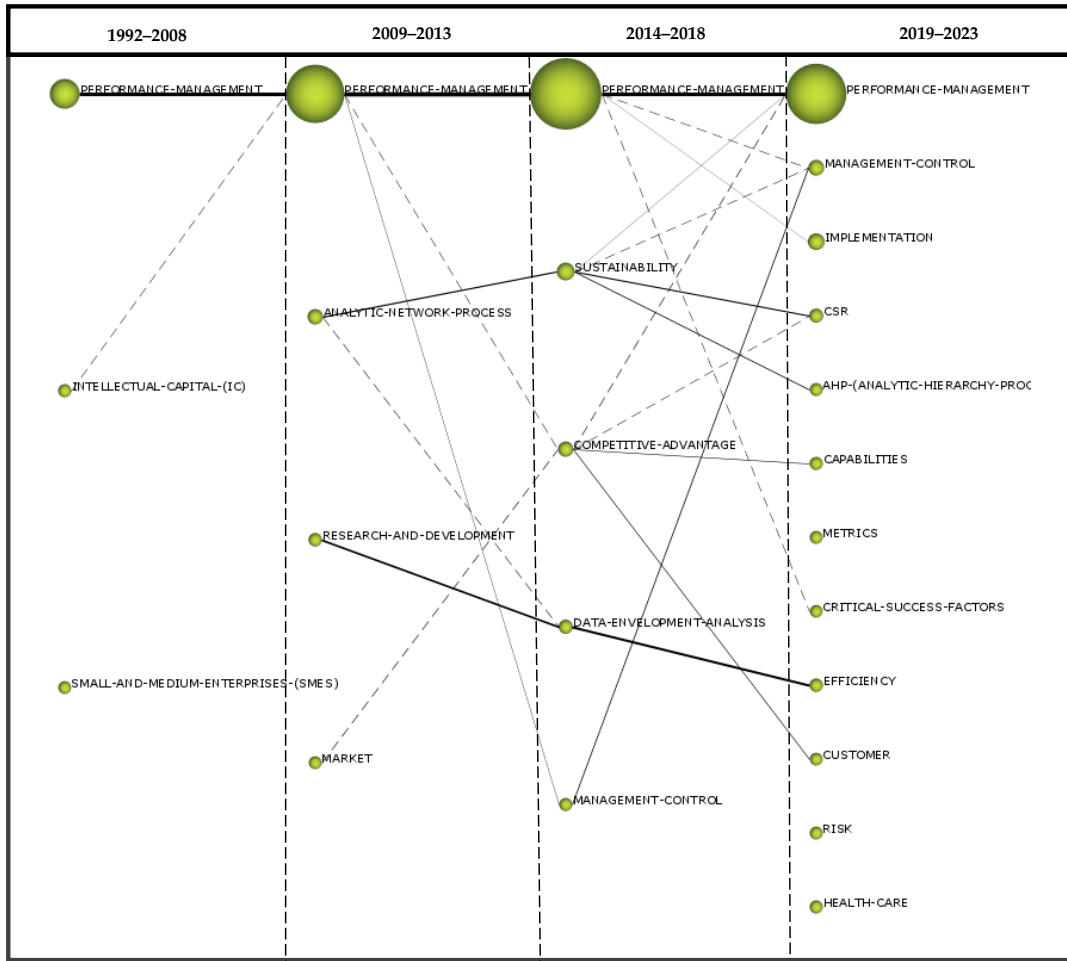 1992–2008
2009–2013
2014–2018
2019–2023
PERFORMANCE-MANAGEMENT
PERFORMANCE-MANAGEMENT
PERFORMANCE-MANAGEMENT
PERFORMANCE-MANAGEMENT
MANAGEMENT-CONTROL
IMPLEMENTATION
SUSTAINABILITY
ANALYTIC-NETWORK-PROCESS
CSR
INTELLECTUAL-CAPITAL-(IC)
AHP-(ANALYTIC-HIERARCHY-PROC
COMPETITIVE-ADVANTAGE
CAPABILITIES
RESEARCH-AND-DEVELOPMENT
METRICS
DATA-ENVELOPMENT-ANALYSIS
CRITICAL-SUCCESS-FACTORS
SMALL-AND-MEDIUM-ENTERPRISES-(SMES)
EFFICIENCY
MARKET
CUSTOMER
MANAGEMENT-CONTROL
RISK
HEALTH-CARE